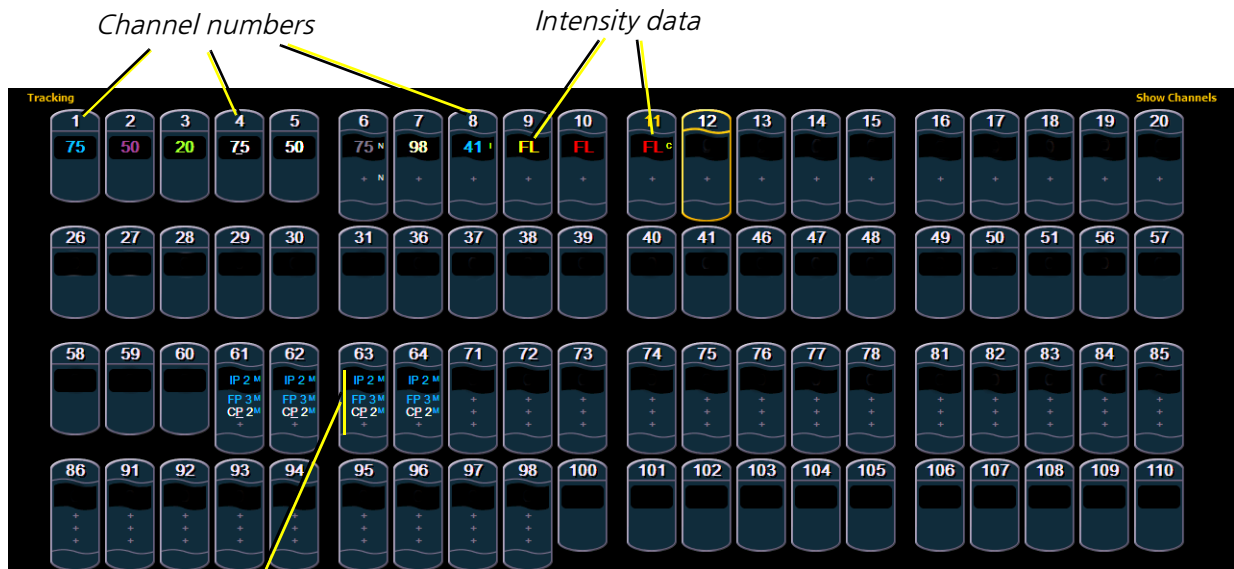 Channel numbers Intensity data
Tracking Show Channels
1 2 3 4 5 6 7 8 9 10 11 12 13 14 15 16 17 18 19 20
75 50 20 75 50 75 N 98 41 I FL FL FL C
+ N + + + + + + + + + + + + + +
26 27 28 29 30 31 36 37 38 39 40 41 46 47 48 49 50 51 56 57
58 59 60 61 62 63 64 71 72 73 74 75 76 77 78 81 82 83 84 85
IP 2 M IP 2 M IP 2 M IP 2 M
FP 3 M FP 3 M FP 3 M FP 3 M + + + + + + + + + + + + +
CP 2 M CP 2 M CP 2 M CP 2 M + + + + + + + + + + + + +
+ + + + + + + + + + + + + + + + +
86 91 92 93 94 95 96 97 98 100 101 102 103 104 105 106 107 108 109 110
+ + + + + + + + +
+ + + + + + + + +
+ + + + + + + + +